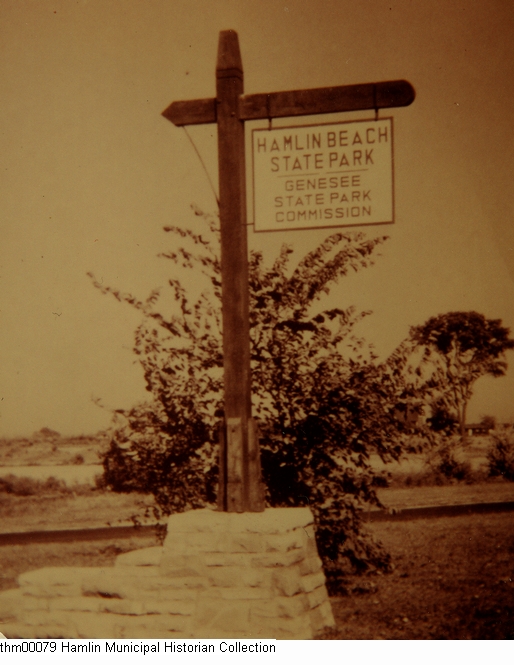 HAMLIN BEACH
STATE PARK
GENESEE
STATE PARK
COMMISSION
thm00079 Hamlin Municipal Historian Collection